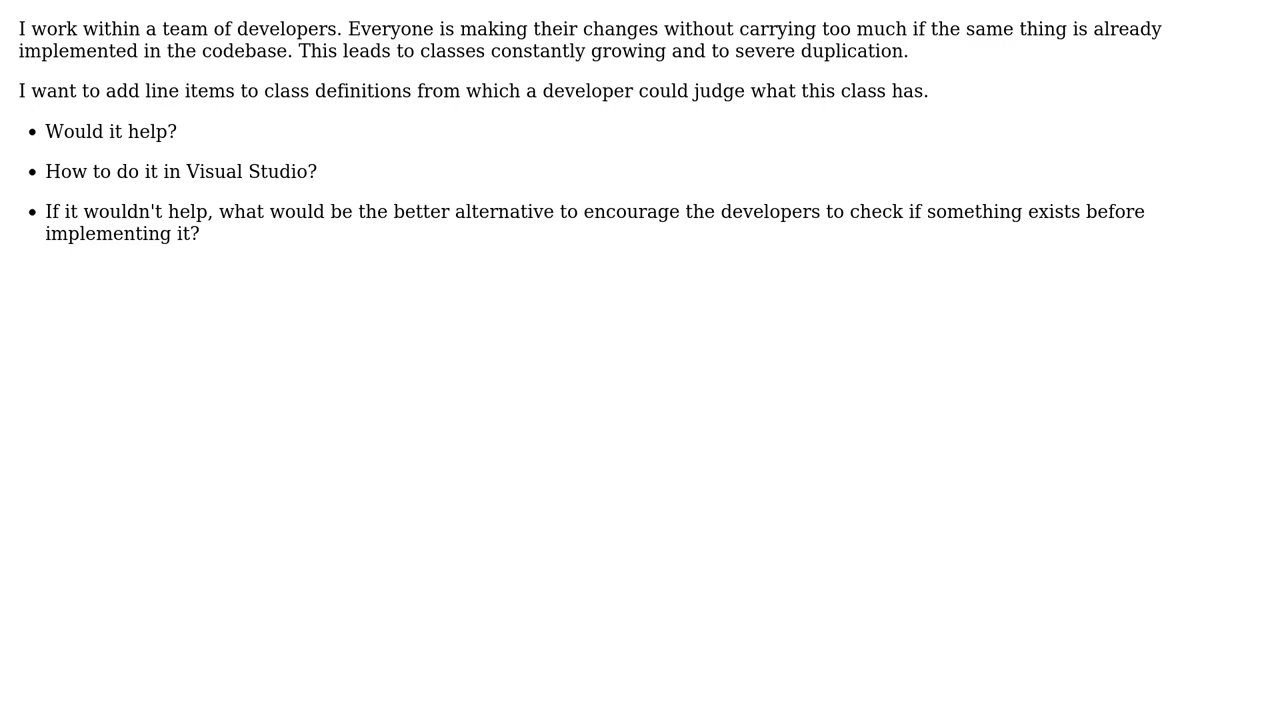 I work within a team of developers. Everyone is making their changes without carrying too much if the same thing is already
implemented in the codebase. This leads to classes constantly growing and to severe duplication.
I want to add line items to class definitions from which a developer could judge what this class has.
• Would it help?
• How to do it in Visual Studio?
• If it wouldn't help, what would be the better alternative to encourage the developers to check if something exists before
implementing it?